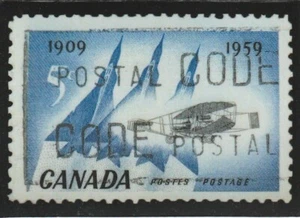 1909 1959
5
POSTAL CODE
CODE POSTAL
CANADA POSTES POSTAGE